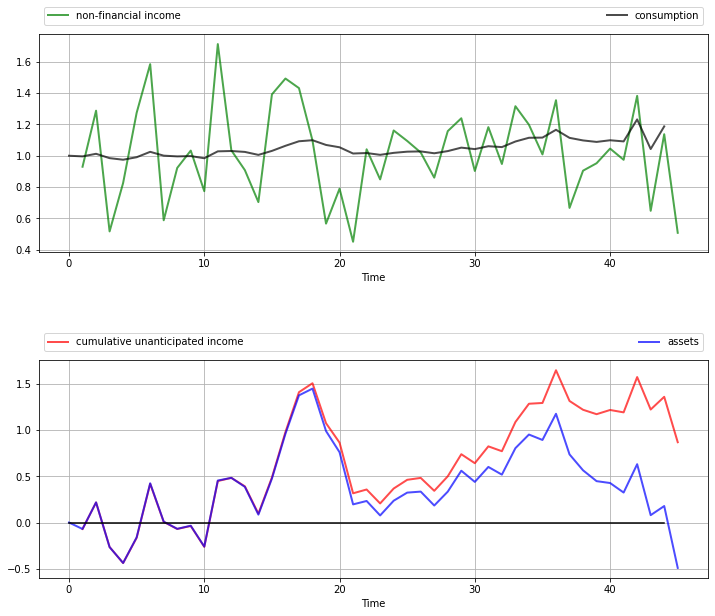 non-financial income consumption
1.6
1.4
1.2
1.0
0.8
0.6
0.4
0 10 20 30 40
Time
cumulative unanticipated income assets
1.5
1.0
0.5
0.0
−0.5
0 10 20 30 40
Time